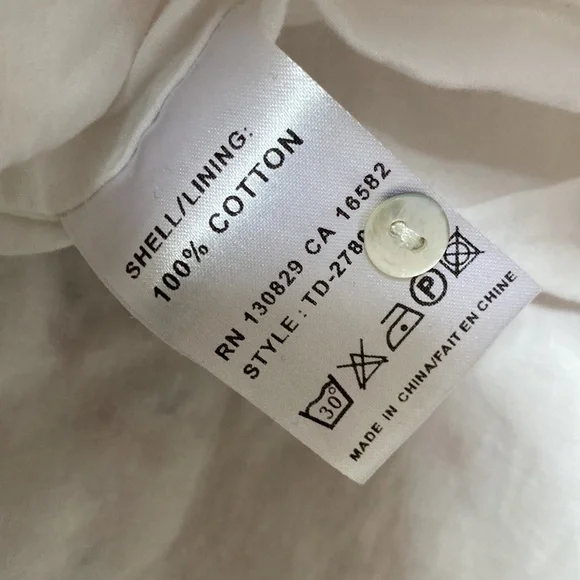 SHELL/LINING:
100% COTTON
RN 130829 CA 16582
STYLE: TD-278
30°
P
MADE IN CHINA/FAIT EN CHINE